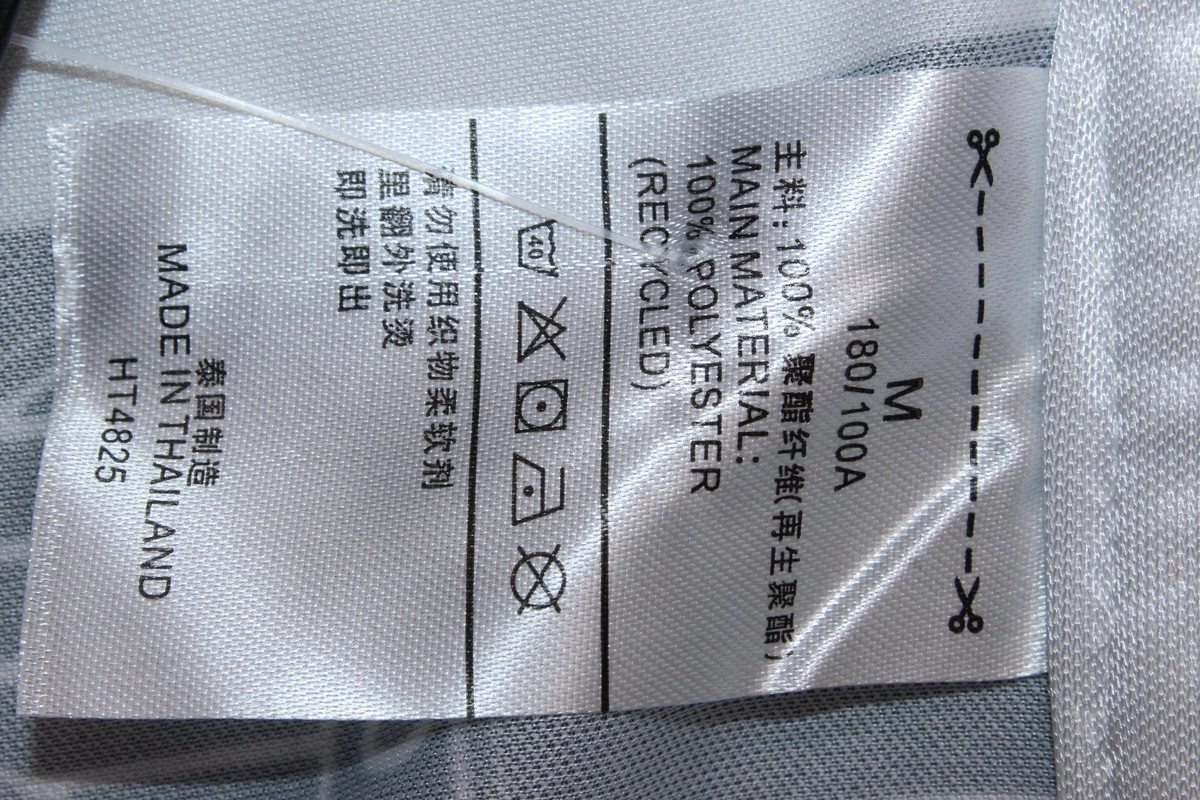 M
180/100A
主料: 100% 聚酯纤维(再生聚酯)
MAIN MATERIAL:
100% POLYESTER
(RECYCLED)
40
请勿使用织物柔软剂
里翻外洗烫
即洗即出
泰国制造
MADE IN THAILAND
HT4825